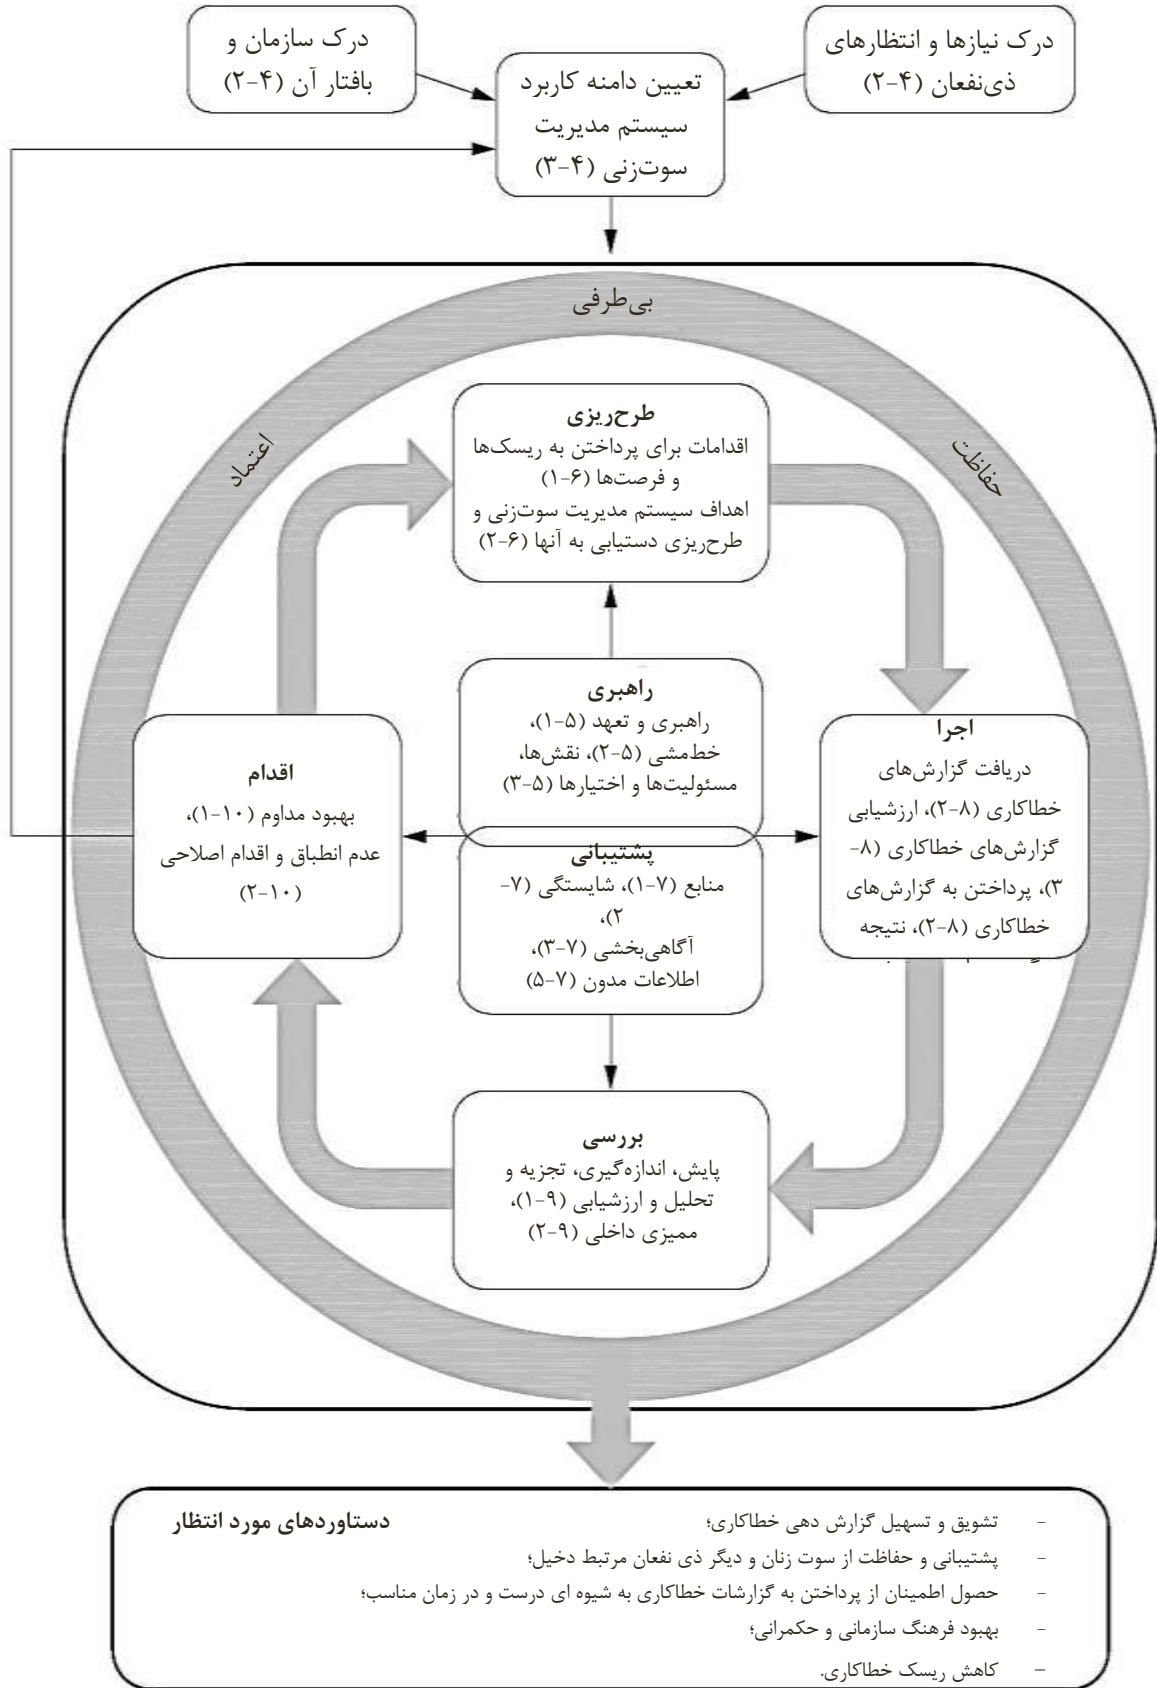 درک نیازها و انتظارهای
ذی‌نفعان (۴-۲)
درک سازمان و
بافتار آن (۴-۲)
تعیین دامنه کاربرد
سیستم مدیریت
سوت‌زنی (۴-۳)
بی‌طرفی
حفاظت
اعتماد
طرح‌ریزی
اقدامات برای پرداختن به ریسک‌ها
و فرصت‌ها (۶-۱)
اهداف سیستم مدیریت سوت‌زنی و
طرح‌ریزی دستیابی به آنها (۶-۲)
راهبری
راهبری و تعهد (۵-۱)،
خط‌مشی (۵-۲)، نقش‌ها،
مسئولیت‌ها و اختیارها (۵-۳)
اجرا
دریافت گزارش‌های
خطاکاری (۸-۲)، ارزشیابی
گزارش‌های خطاکاری (۸-
۳)، پرداختن به گزارش‌های
خطاکاری (۸-۲)، نتیجه
اقدام
بهبود مداوم (۱۰-۱)،
عدم انطباق و اقدام اصلاحی
(۱۰-۲)
پشتیبانی
منابع (۷-۱)، شایستگی (۷-
۲)،
آگاهی‌بخشی (۷-۳)،
اطلاعات مدون (۷-۵)
بررسی
پایش، اندازه‌گیری، تجزیه و
تحلیل و ارزشیابی (۹-۱)،
ممیزی داخلی (۹-۲)
دستاوردهای مورد انتظار
- تشویق و تسهیل گزارش دهی خطاکاری؛
- پشتیبانی و حفاظت از سوت زنان و دیگر ذی نفعان مرتبط دخیل؛
- حصول اطمینان از پرداختن به گزارشات خطاکاری به شیوه ای درست و در زمان مناسب؛
- بهبود فرهنگ سازمانی و حکمرانی؛
- کاهش ریسک خطاکاری.